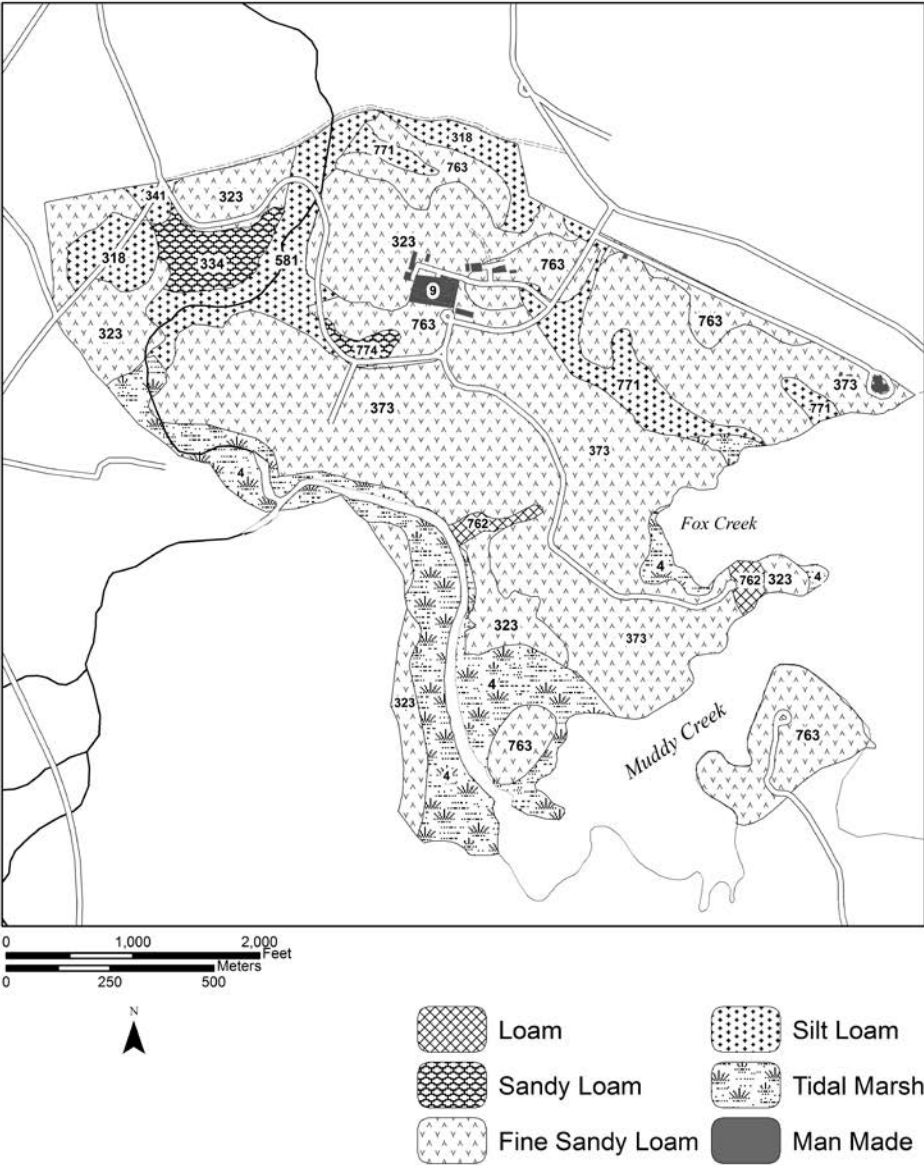 318
771
763
341
323
318
334
581
323
763
9
323
763
774
763
771
373
771
373
373
4
762
Fox Creek
4
762
323
4
323
373
4
323
763
Muddy Creek
763
4
0 1,000 2,000
Feet
Meters
0 250 500
N
Loam
Silt Loam
Sandy Loam
Tidal Marsh
Fine Sandy Loam
Man Made